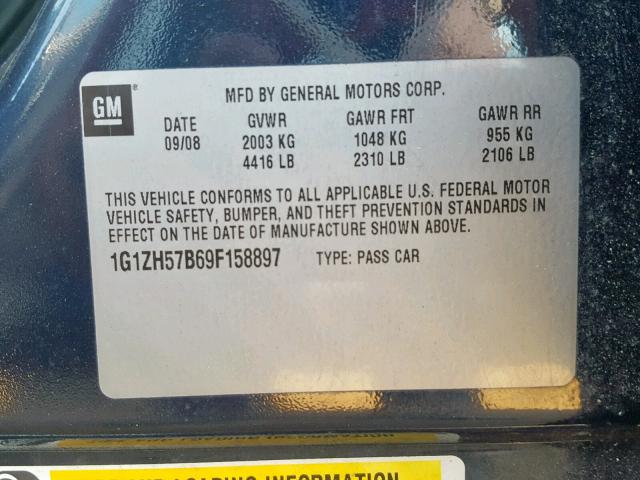 GM
MFD BY GENERAL MOTORS CORP.
DATE GVWR GAWR FRT GAWR RR
09/08 2003 KG 1048 KG 955 KG
4416 LB 2310 LB 2106 LB
THIS VEHICLE CONFORMS TO ALL APPLICABLE U.S. FEDERAL MOTOR
VEHICLE SAFETY, BUMPER, AND THEFT PREVENTION STANDARDS IN
EFFECT ON THE DATE OF MANUFACTURE SHOWN ABOVE.
1G1ZH57B69F158897 TYPE: PASS CAR
LOADING INFORMATION